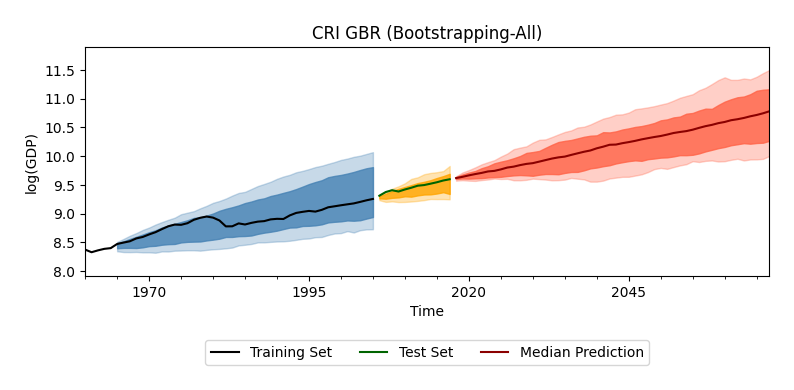 CRI GBR (Bootstrapping-All)
log(GDP)
11.5
11.0
10.5
10.0
9.5
9.0
8.5
8.0
1970 1995 2020 2045
Time
Training Set Test Set Median Prediction